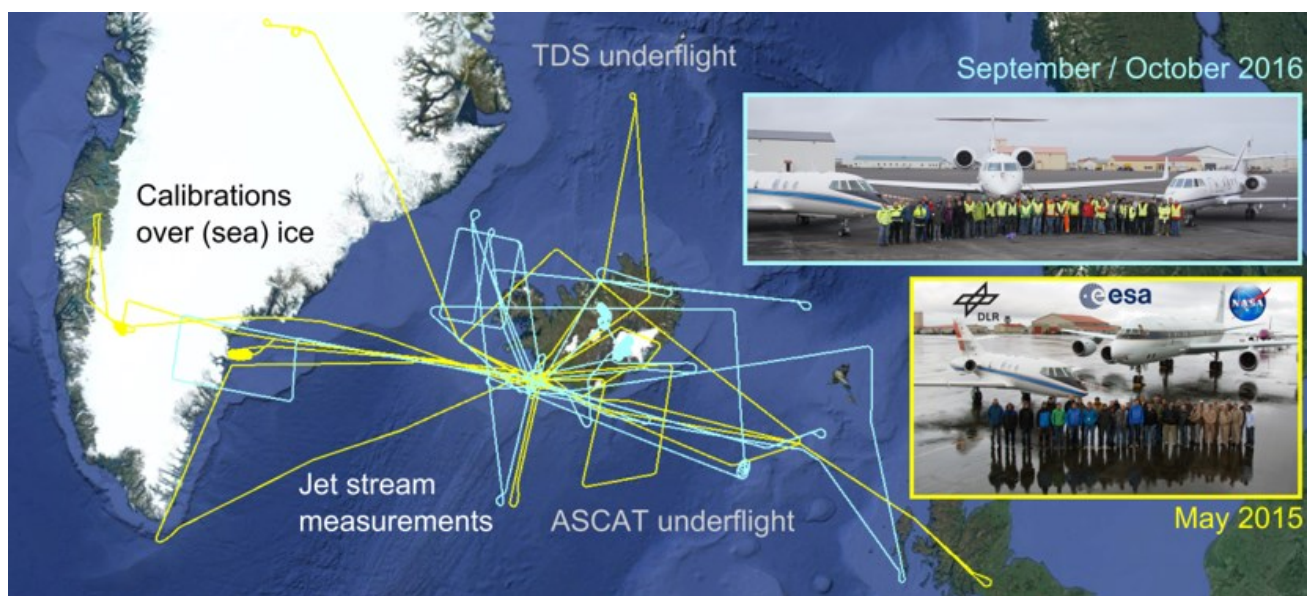 TDS underflight
September / October 2016
Calibrations
over (sea) ice
DLR
esa
NASA
Jet stream
measurements
ASCAT underflight
May 2015